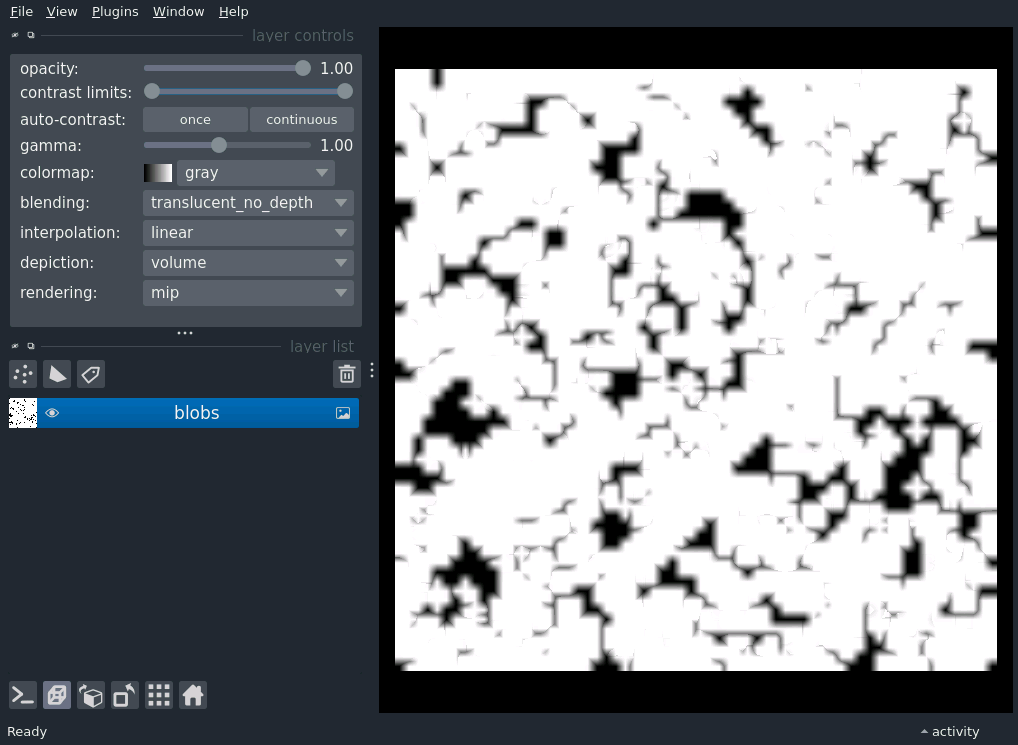 File View Plugins Window Help
layer controls
opacity: 1.00
contrast limits:
auto-contrast: once continuous
gamma: 1.00
colormap: gray
blending: translucent_no_depth
interpolation: linear
depiction: volume
rendering: mip
layer list
blobs
Ready activity